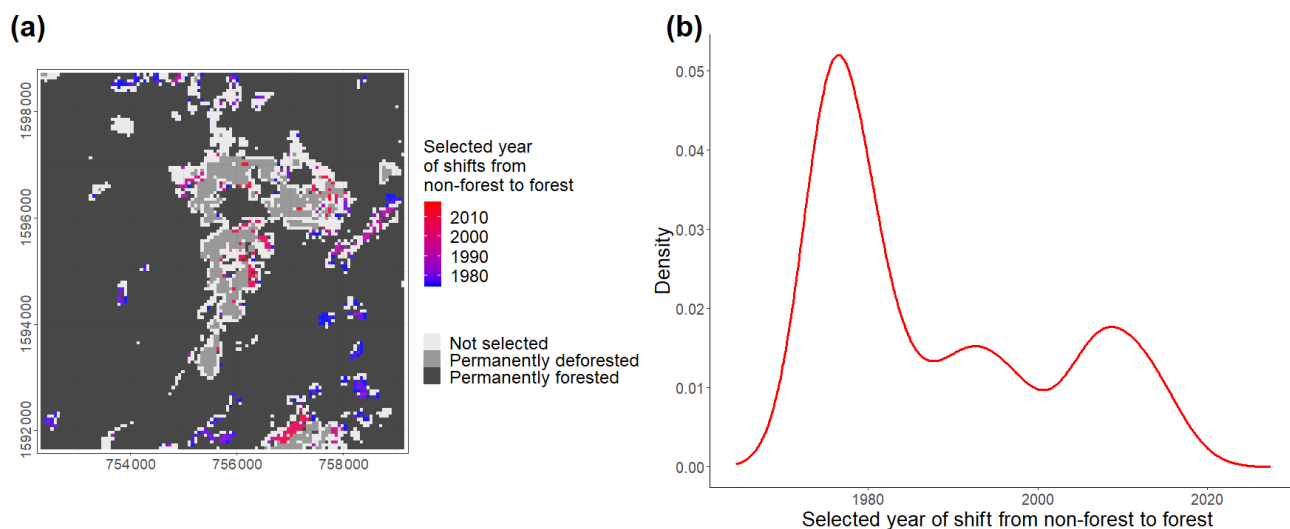 (a)
1598000
1596000
1594000
1592000
754000
756000
758000
Selected year
of shifts from
non-forest to forest
2010
2000
1990
1980
Not selected
Permanently deforested
Permanently forested
(b)
Density
0.05
0.04
0.03
0.02
0.01
0.00
1980
2000
2020
Selected year of shift from non-forest to forest